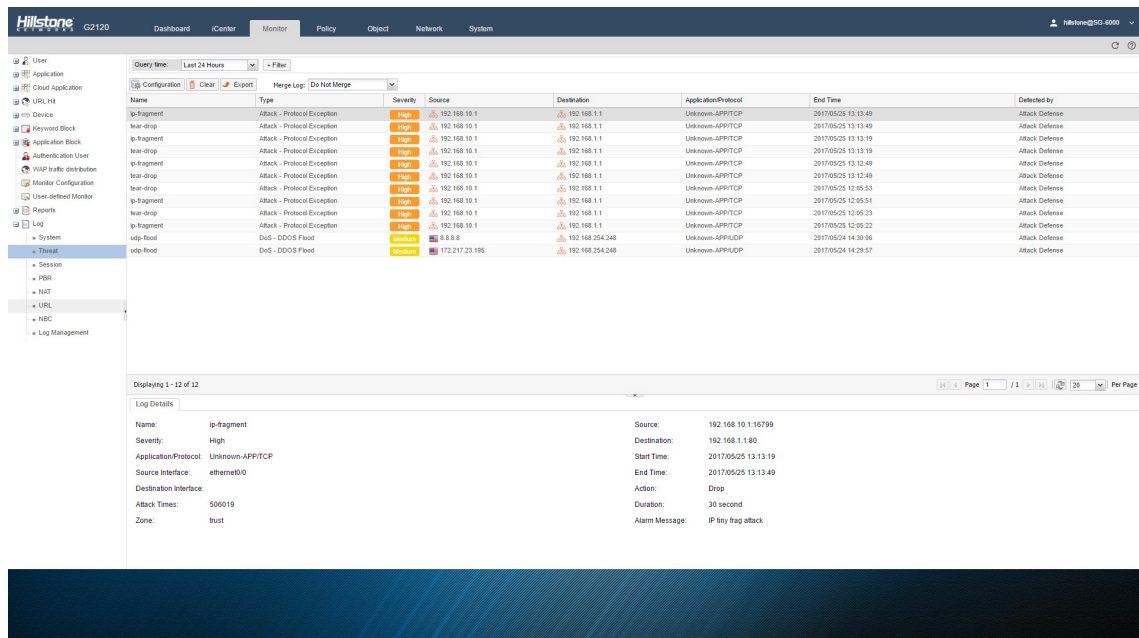 Hillstone NETWORKS G2120 Dashboard iCenter Monitor Policy Object Network System hillstone@SG-6000
User
Application
Cloud Application
URL Hit
Device
Keyword Block
Application Block
Authentication User
WAP traffic distribution
Monitor Configuration
User-defined Monitor
Reports
Log
System
Threat
Session
PBR
NAT
URL
NBC
Log Management
Query time: Last 24 Hours + Filter
Configuration Clear Export Merge Log: Do Not Merge
Name Type Severity Source Destination Application/Protocol End Time Detected by
ip-fragment Attack - Protocol Exception High 192.168.10.1 192.168.1.1 Unknown-APP/TCP 2017/05/25 13:13:49 Attack Defense
tear-drop Attack - Protocol Exception High 192.168.10.1 192.168.1.1 Unknown-APP/TCP 2017/05/25 13:13:49 Attack Defense
ip-fragment Attack - Protocol Exception High 192.168.10.1 192.168.1.1 Unknown-APP/TCP 2017/05/25 13:13:19 Attack Defense
tear-drop Attack - Protocol Exception High 192.168.10.1 192.168.1.1 Unknown-APP/TCP 2017/05/25 13:13:19 Attack Defense
ip-fragment Attack - Protocol Exception High 192.168.10.1 192.168.1.1 Unknown-APP/TCP 2017/05/25 13:12:49 Attack Defense
tear-drop Attack - Protocol Exception High 192.168.10.1 192.168.1.1 Unknown-APP/TCP 2017/05/25 13:12:49 Attack Defense
tear-drop Attack - Protocol Exception High 192.168.10.1 192.168.1.1 Unknown-APP/TCP 2017/05/25 12:05:53 Attack Defense
ip-fragment Attack - Protocol Exception High 192.168.10.1 192.168.1.1 Unknown-APP/TCP 2017/05/25 12:05:51 Attack Defense
tear-drop Attack - Protocol Exception High 192.168.10.1 192.168.1.1 Unknown-APP/TCP 2017/05/25 12:05:23 Attack Defense
ip-fragment Attack - Protocol Exception High 192.168.10.1 192.168.1.1 Unknown-APP/TCP 2017/05/25 12:05:22 Attack Defense
udp-flood DoS - DDOS Flood Medium 8.8.8.8 192.168.254.248 Unknown-APP/UDP 2017/05/24 14:30:06 Attack Defense
udp-flood DoS - DDOS Flood Medium 172.217.23.195 192.168.254.248 Unknown-APP/UDP 2017/05/24 14:29:57 Attack Defense
Displaying 1 - 12 of 12 Page 1 / 1 20 Per Page
Log Details
Name: ip-fragment Source: 192.168.10.1:16799
Severity: High Destination: 192.168.1.1:80
Application/Protocol: Unknown-APP/TCP Start Time: 2017/05/25 13:13:19
Source Interface: ethernet0/0 End Time: 2017/05/25 13:13:49
Destination Interface: Action: Drop
Attack Times: 506019 Duration: 30 second
Zone: trust Alarm Message: IP tiny frag attack